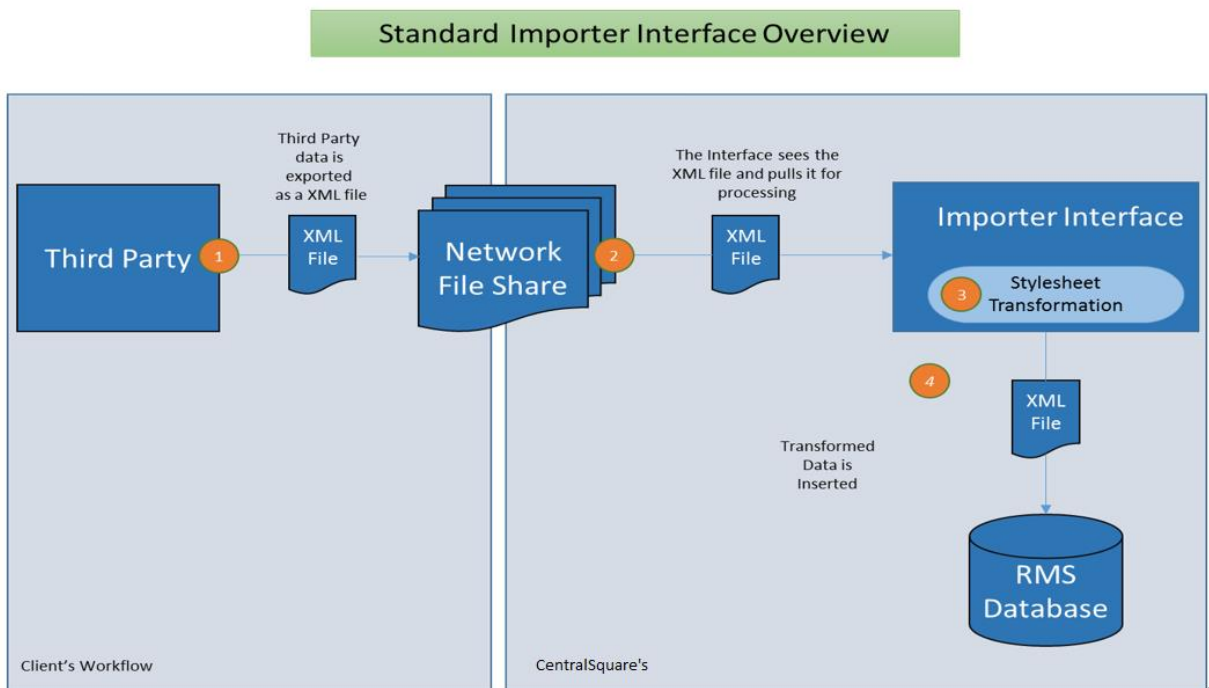 Standard Importer Interface Overview
Third Party
data is
exported
as a XML file
The Interface sees the
XML file and pulls it for
processing
Third Party
1
XML
File
Network
File Share
2
XML
File
Importer Interface
3
Stylesheet
Transformation
4
XML
File
Transformed
Data is
Inserted
RMS
Database
Client's Workflow
CentralSquare's